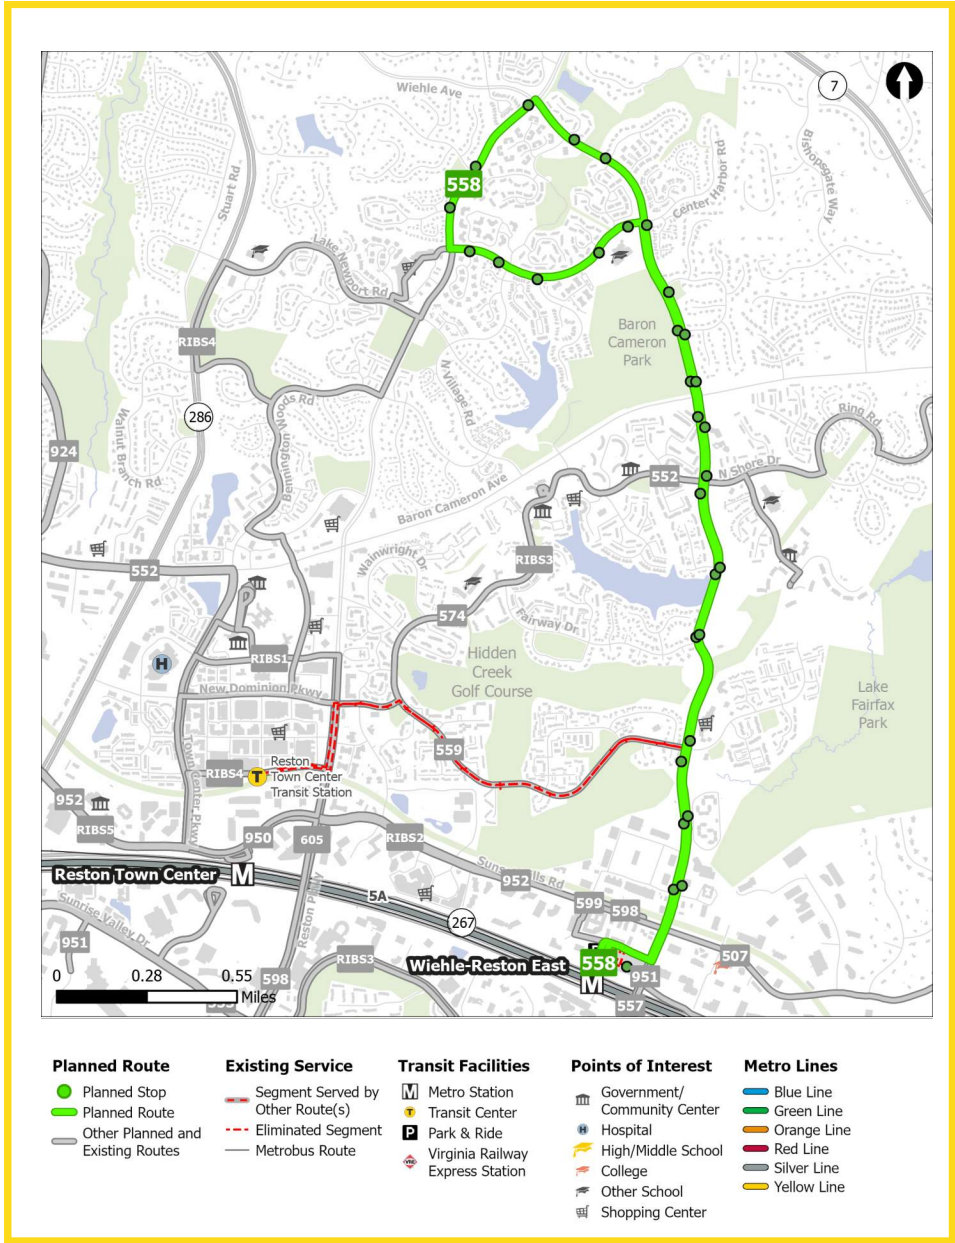 Wiehle Ave
7
Stuart Rd
Bishopsgate Way
558
Center Harbor Rd
Lake Newport Rd
RIBS4
Baron
Cameron
Park
N Village Rd
286
Bennington Woods Rd
Walnut Branch Rd
924
Ring Rd
N Shore Dr
552
Baron Cameron Ave
Wainwright Dr
RIBS3
552
574
Fairway Dr
Hidden
Creek
Golf Course
H
RIBS1
New Dominion Pkwy
Lake
Fairfax
Park
559
RIBS4
T
Reston
Town Center
Transit Station
Town Center Pkwy
952
RIBS5
950
605
RIBS2
Reston Town Center
M
5A
952
599
598
267
Reston Pkwy
Sunrise Valley Dr
951
RIBS3
Wiehle-Reston East
558
M
951
507
598
557
0
0.28
0.55
Miles
Planned Route
Planned Stop
Planned Route
Other Planned and
Existing Routes
Existing Service
Segment Served by
Other Route(s)
Eliminated Segment
Metrobus Route
Transit Facilities
M Metro Station
T Transit Center
P Park & Ride
VRE Virginia Railway
Express Station
Points of Interest
Government/
Community Center
H Hospital
High/Middle School
College
Other School
Shopping Center
Metro Lines
Blue Line
Green Line
Orange Line
Red Line
Silver Line
Yellow Line